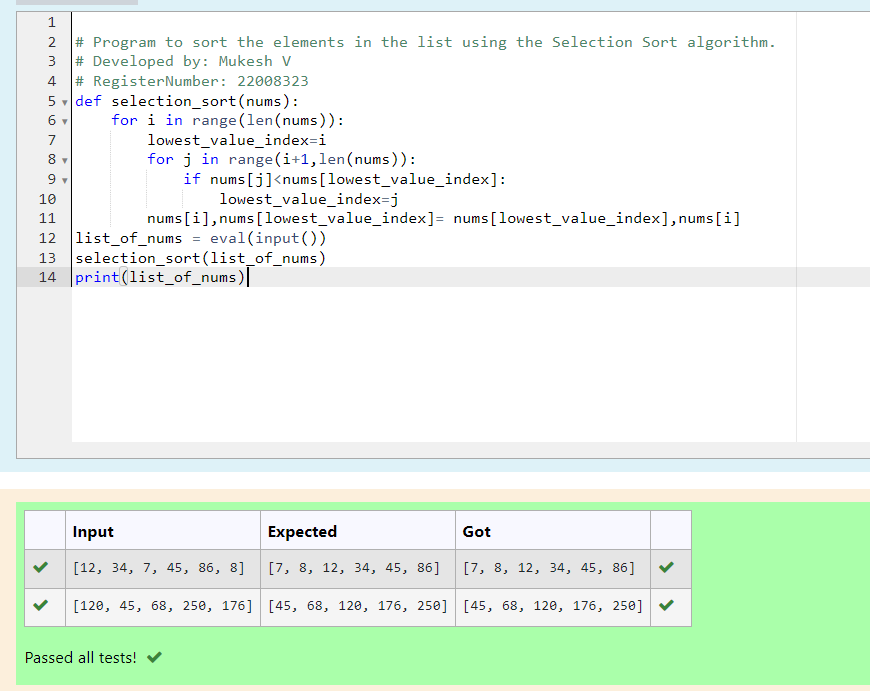 1
2 # Program to sort the elements in the list using the Selection Sort algorithm.
3 # Developed by: Mukesh V
4 # RegisterNumber: 22008323
5 def selection_sort(nums):
6     for i in range(len(nums)):
7         lowest_value_index=i
8         for j in range(i+1,len(nums)):
9             if nums[j]<nums[lowest_value_index]:
10                 lowest_value_index=j
11         nums[i],nums[lowest_value_index]= nums[lowest_value_index],nums[i]
12 list_of_nums = eval(input())
13 selection_sort(list_of_nums)
14 print(list_of_nums)
Input Expected Got
[12, 34, 7, 45, 86, 8] [7, 8, 12, 34, 45, 86] [7, 8, 12, 34, 45, 86]
[120, 45, 68, 250, 176] [45, 68, 120, 176, 250] [45, 68, 120, 176, 250]
Passed all tests!